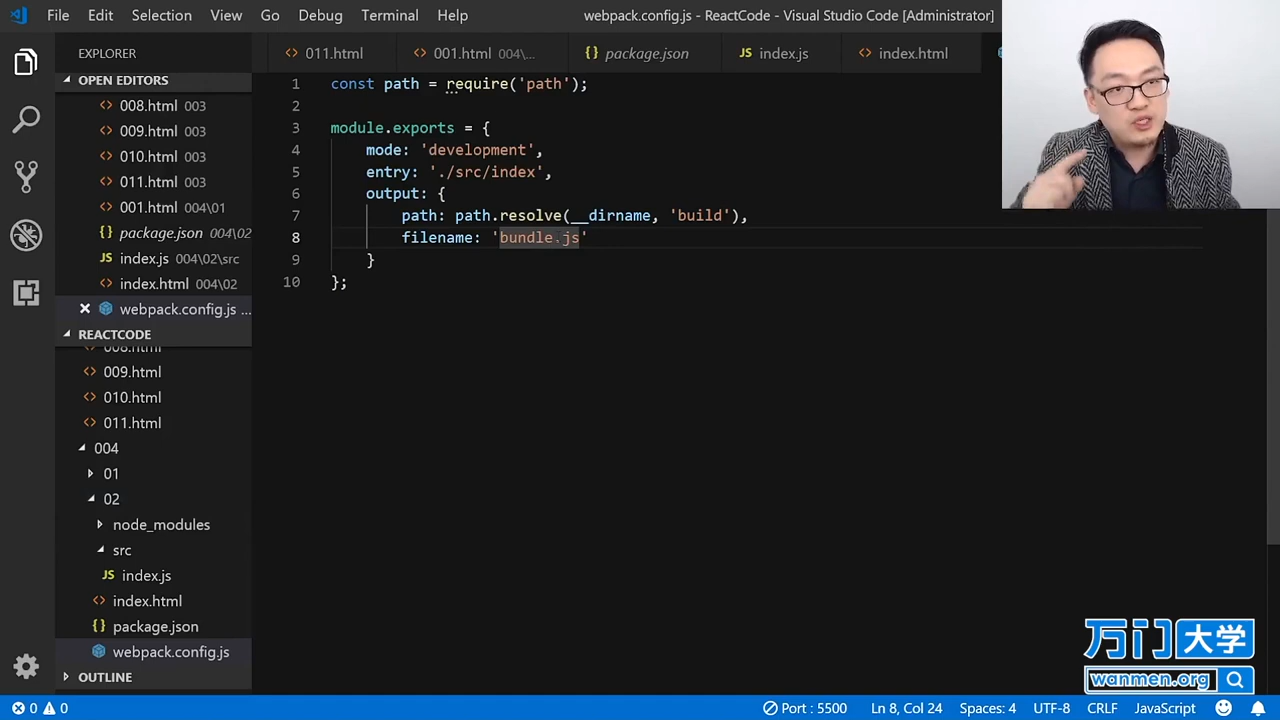 File Edit Selection View Go Debug Terminal Help webpack.config.js - ReactCode - Visual Studio Code [Administrator]
EXPLORER
OPEN EDITORS
008.html 003
009.html 003
010.html 003
011.html 003
001.html 004\01
package.json 004\02
JS index.js 004\02\src
index.html 004\02
webpack.config.js ...
REACTCODE
008.html
009.html
010.html
011.html
004
01
02
node_modules
src
JS index.js
index.html
package.json
webpack.config.js
OUTLINE
011.html 001.html 004\... package.json JS index.js index.html
1 const path = require('path');
2
3 module.exports = {
4 mode: 'development',
5 entry: './src/index',
6 output: {
7 path: path.resolve(__dirname, 'build'),
8 filename: 'bundle.js'
9 }
10 };
万门大学
wanmen.org
0 0 Port : 5500 Ln 8, Col 24 Spaces: 4 UTF-8 CRLF JavaScript